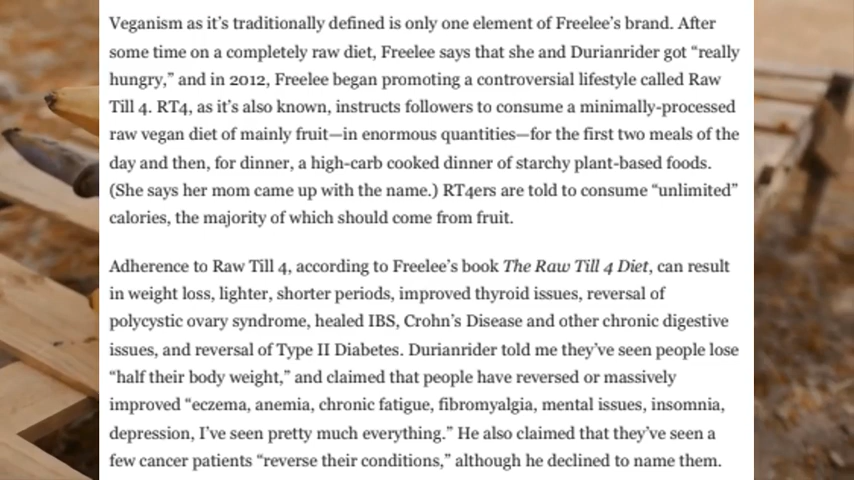 Veganism as it’s traditionally defined is only one element of Freelee’s brand. After
some time on a completely raw diet, Freelee says that she and Durianrider got “really
hungry,” and in 2012, Freelee began promoting a controversial lifestyle called Raw
Till 4. RT4, as it’s also known, instructs followers to consume a minimally-processed
raw vegan diet of mainly fruit—in enormous quantities—for the first two meals of the
day and then, for dinner, a high-carb cooked dinner of starchy plant-based foods.
(She says her mom came up with the name.) RT4ers are told to consume “unlimited”
calories, the majority of which should come from fruit.
Adherence to Raw Till 4, according to Freelee’s book The Raw Till 4 Diet, can result
in weight loss, lighter, shorter periods, improved thyroid issues, reversal of
polycystic ovary syndrome, healed IBS, Crohn’s Disease and other chronic digestive
issues, and reversal of Type II Diabetes. Durianrider told me they’ve seen people lose
“half their body weight,” and claimed that people have reversed or massively
improved “eczema, anemia, chronic fatigue, fibromyalgia, mental issues, insomnia,
depression, I’ve seen pretty much everything.” He also claimed that they’ve seen a
few cancer patients “reverse their conditions,” although he declined to name them.